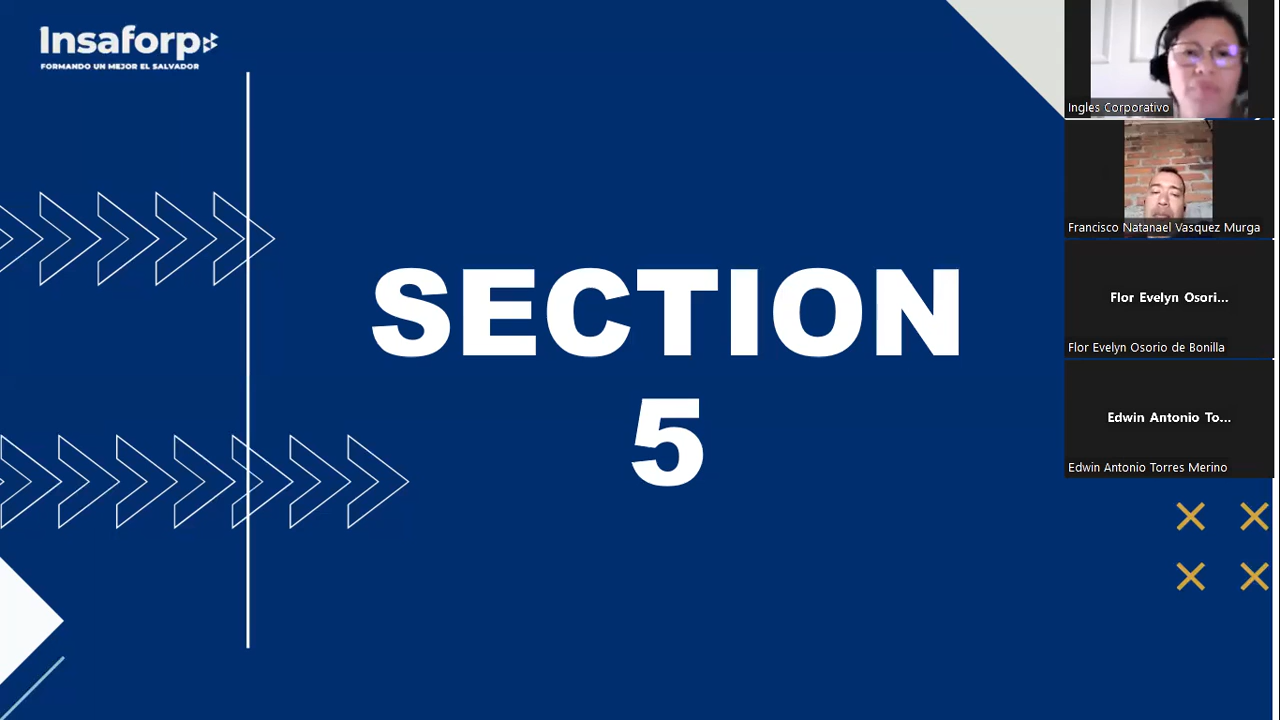 Insaforp
FORMANDO UN MEJOR EL SALVADOR
SECTION
5
Ingles Corporativo
Francisco Natanael Vasquez Murga
Flor Evelyn Osori...
Flor Evelyn Osorio de Bonilla
Edwin Antonio To...
Edwin Antonio Torres Merino